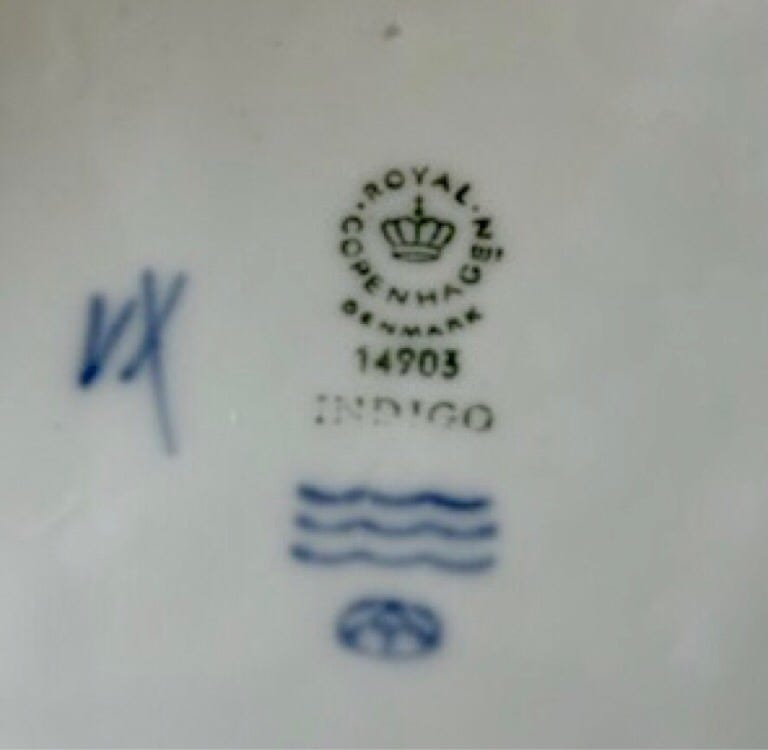 ROYAL
COPENHAGEN
DENMARK
14903
INDIGO